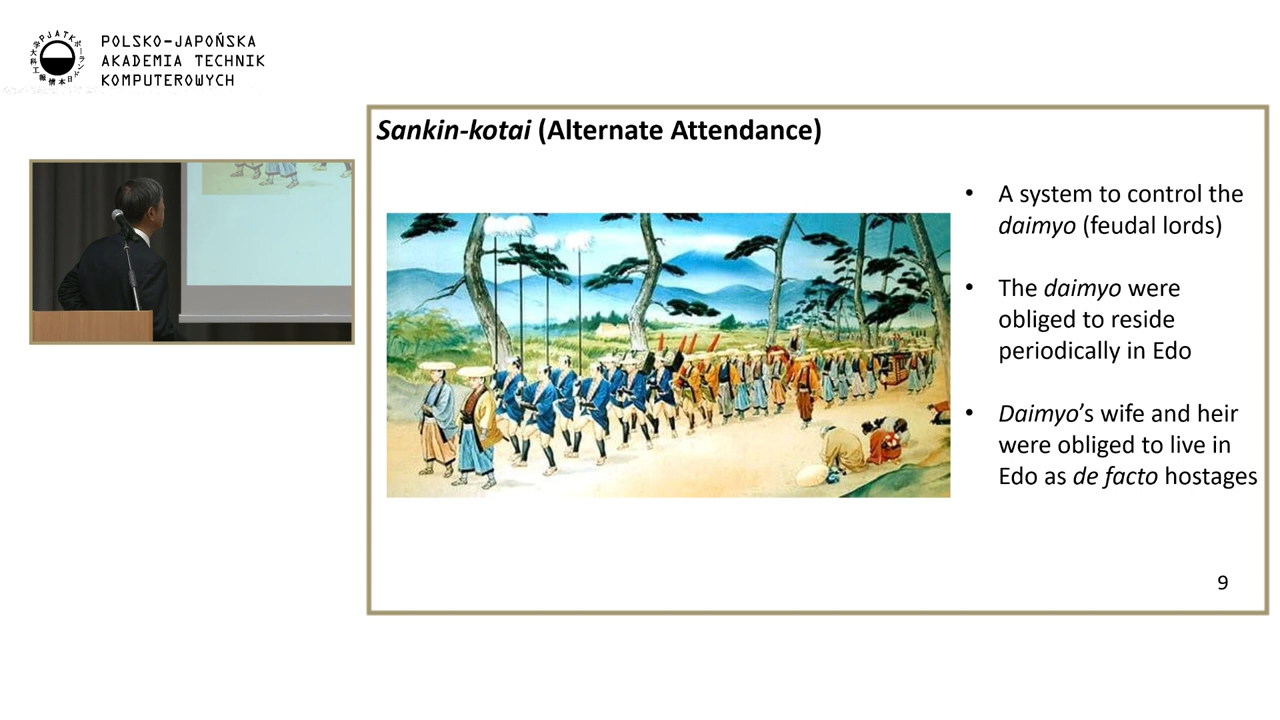 POLSKO-JAPOŃSKA
AKADEMIA TECHNIK
KOMPUTEROWYCH
PJATK
Sankin-kotai (Alternate Attendance)
• A system to control the
daimyo (feudal lords)
• The daimyo were
obliged to reside
periodically in Edo
• Daimyo’s wife and heir
were obliged to live in
Edo as de facto hostages
9